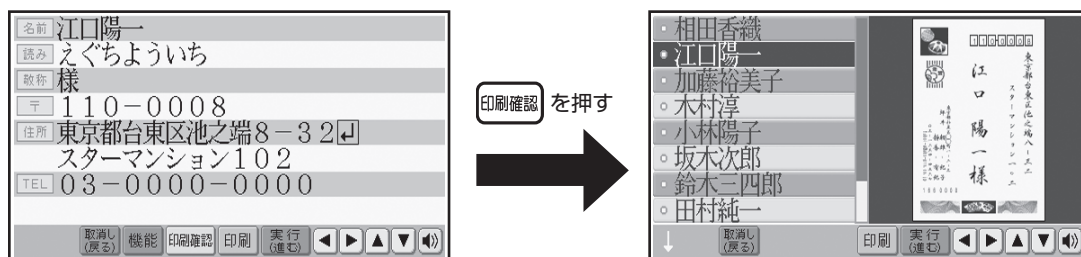 名前 江口陽一
読み えぐちよういち
敬称 様
〒 110-0008
住所 東京都台東区池之端8-32↵
スターマンション102
TEL 03-0000-0000
取消し(戻る) 機能 印刷確認 印刷 実行(進む) ◀ ▶ ▲ ▼
印刷確認 を押す
相田香織
江口陽一
加藤裕美子
木村淳
小林陽子
坂木次郎
鈴木三四郎
田村純一
1100008
東京都台東区池之端八-三二
スターマンション一〇二
江口陽一様
↓ 取消し(戻る) 印刷 実行(進む) ◀ ▶ ▲ ▼